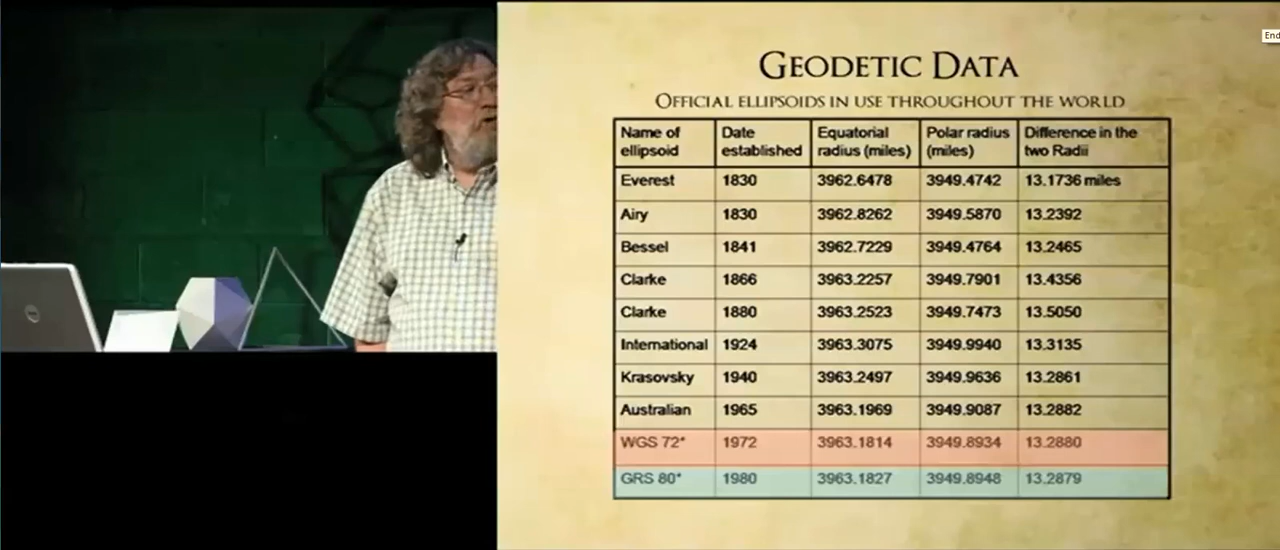 End
GEODETIC DATA
OFFICIAL ELLIPSOIDS IN USE THROUGHOUT THE WORLD
Name of ellipsoid Date established Equatorial radius (miles) Polar radius (miles) Difference in the two Radii
Everest 1830 3962.6478 3949.4742 13.1736 miles
Airy 1830 3962.8262 3949.5870 13.2392
Bessel 1841 3962.7229 3949.4764 13.2465
Clarke 1866 3963.2257 3949.7901 13.4356
Clarke 1880 3963.2523 3949.7473 13.5050
International 1924 3963.3075 3949.9940 13.3135
Krasovsky 1940 3963.2497 3949.9636 13.2861
Australian 1965 3963.1969 3949.9087 13.2882
WGS 72* 1972 3963.1814 3949.8934 13.2880
GRS 80* 1980 3963.1827 3949.8948 13.2879